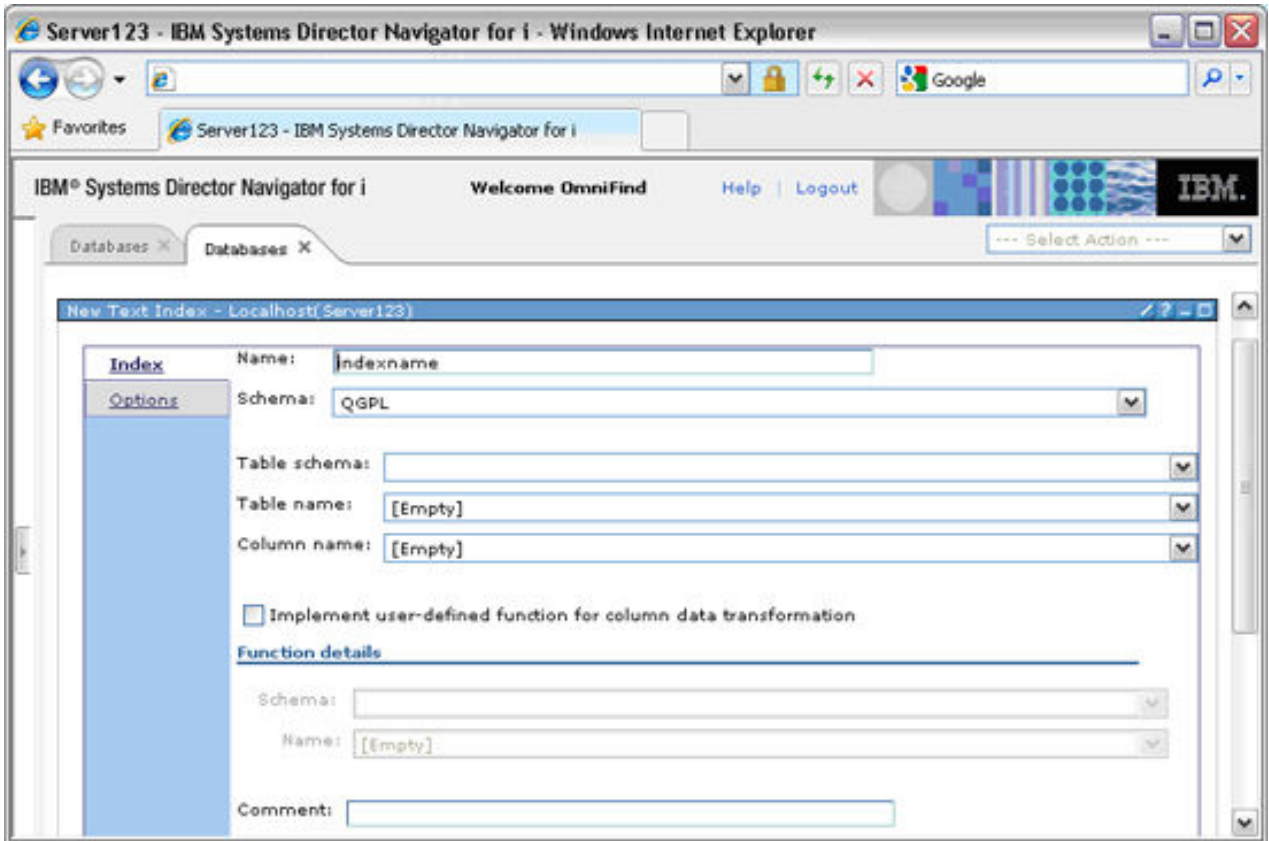 Server123 - IBM Systems Director Navigator for i - Windows Internet Explorer
Google
Favorites
Server123 - IBM Systems Director Navigator for i
IBM® Systems Director Navigator for i Welcome OmniFind Help | Logout IBM.
Databases Databases --- Select Action ---
New Text Index - Localhost(Server123)
Index Name: indexname
Options Schema: QGPL
Table schema:
Table name: [Empty]
Column name: [Empty]
Implement user-defined function for column data transformation
Function details
Schema:
Name: [Empty]
Comment: